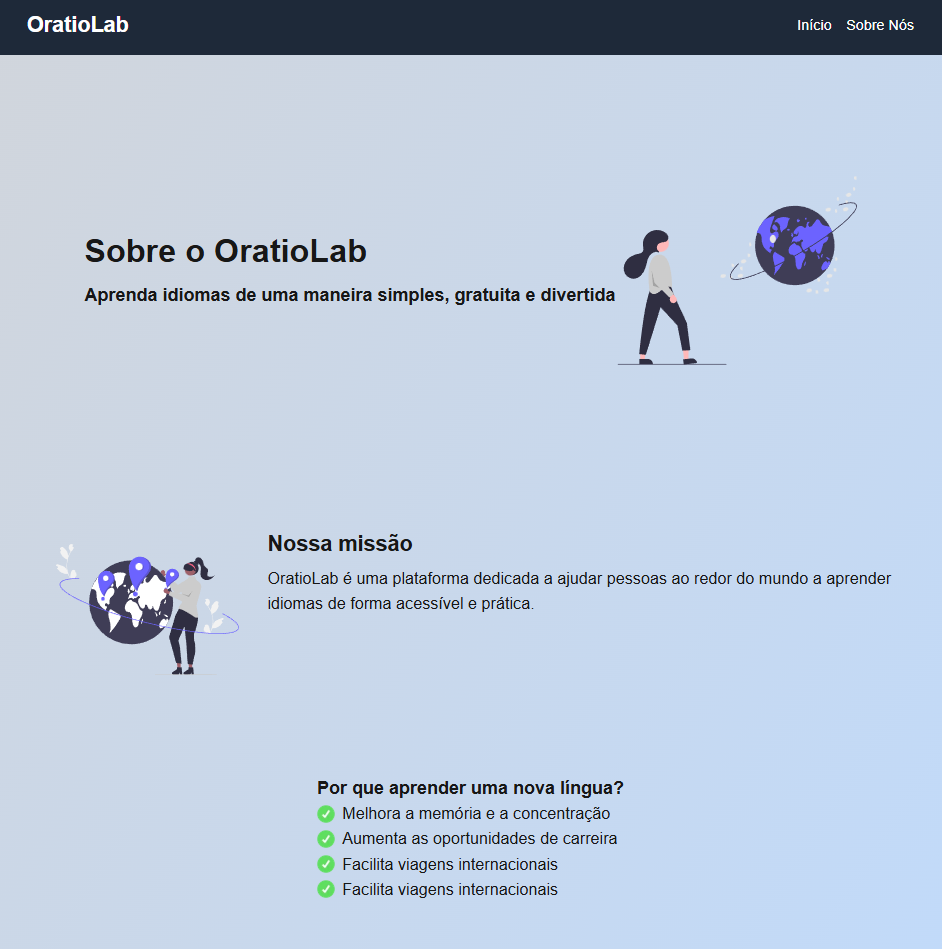 OratioLab
Início Sobre Nós
Sobre o OratioLab
Aprenda idiomas de uma maneira simples, gratuita e divertida
Nossa missão
OratioLab é uma plataforma dedicada a ajudar pessoas ao redor do mundo a aprender
idiomas de forma acessível e prática.
Por que aprender uma nova língua?
Melhora a memória e a concentração
Aumenta as oportunidades de carreira
Facilita viagens internacionais
Facilita viagens internacionais